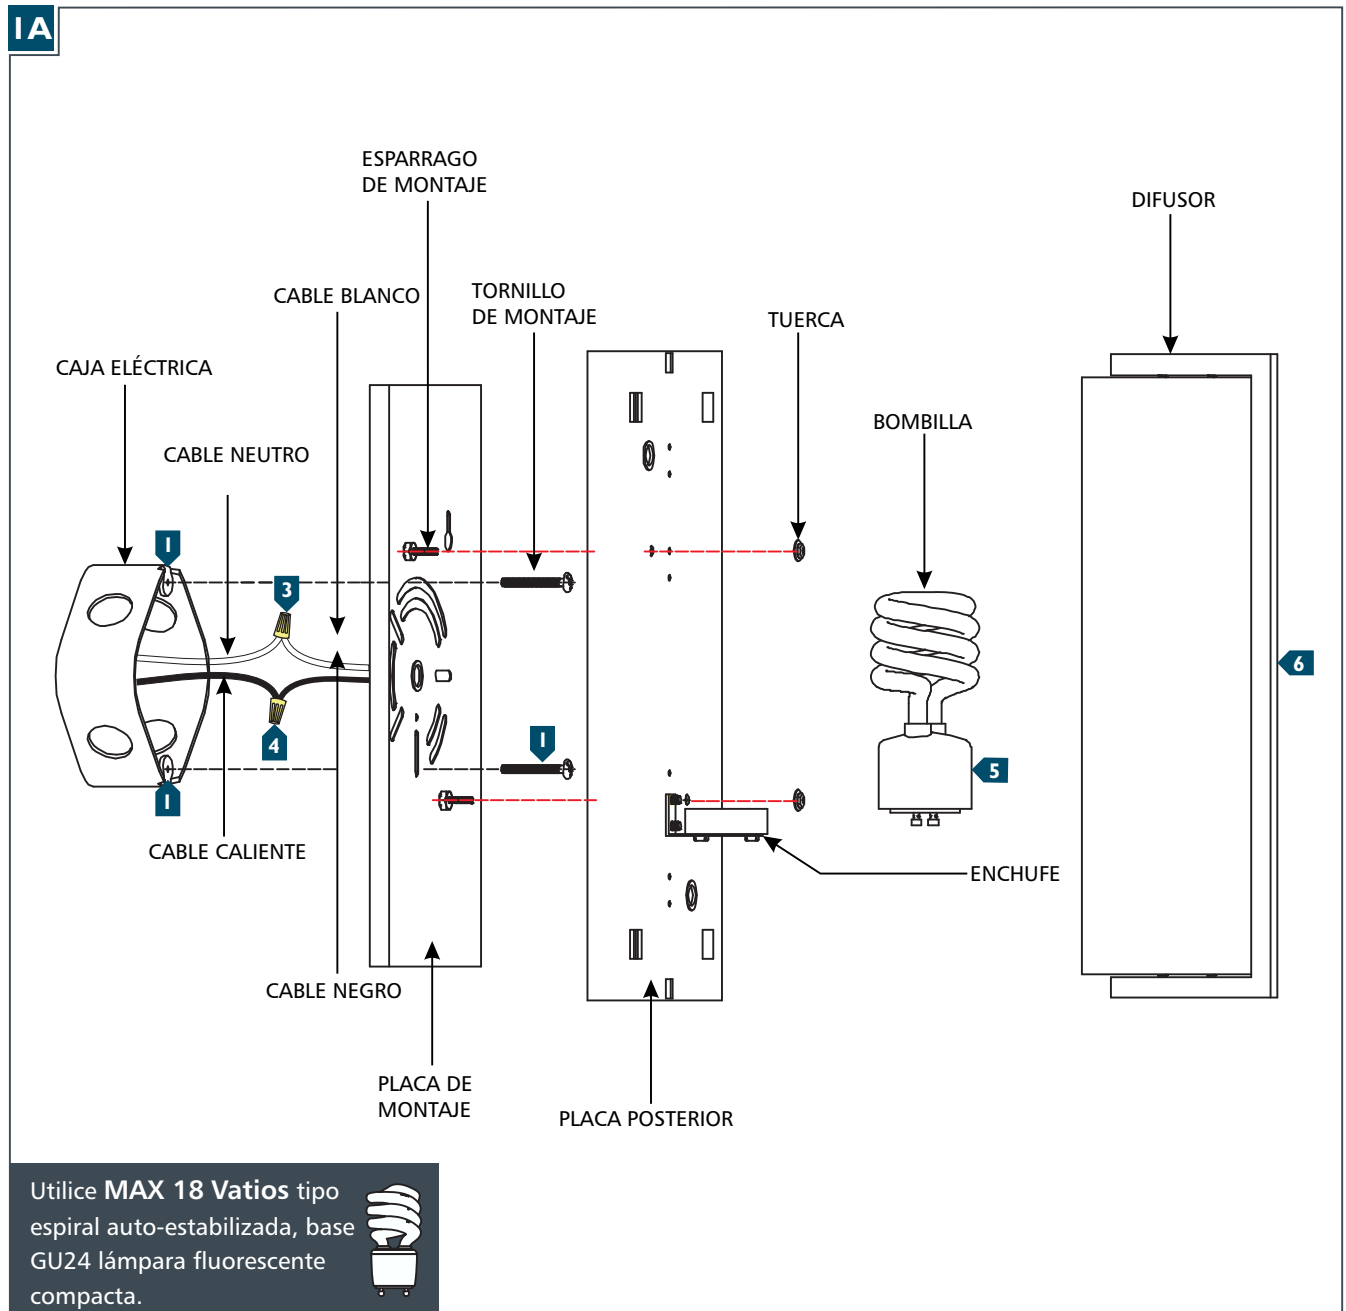 1A
ESPARRAGO
DE MONTAJE
DIFUSOR
CABLE BLANCO
TORNILLO
DE MONTAJE
TUERCA
CAJA ELÉCTRICA
BOMBILLA
CABLE NEUTRO
1
3
6
4
1
5
1
CABLE CALIENTE
ENCHUFE
CABLE NEGRO
PLACA DE
MONTAJE
PLACA POSTERIOR
Utilice MAX 18 Vatios tipo
espiral auto-estabilizada, base
GU24 lámpara fluorescente
compacta.